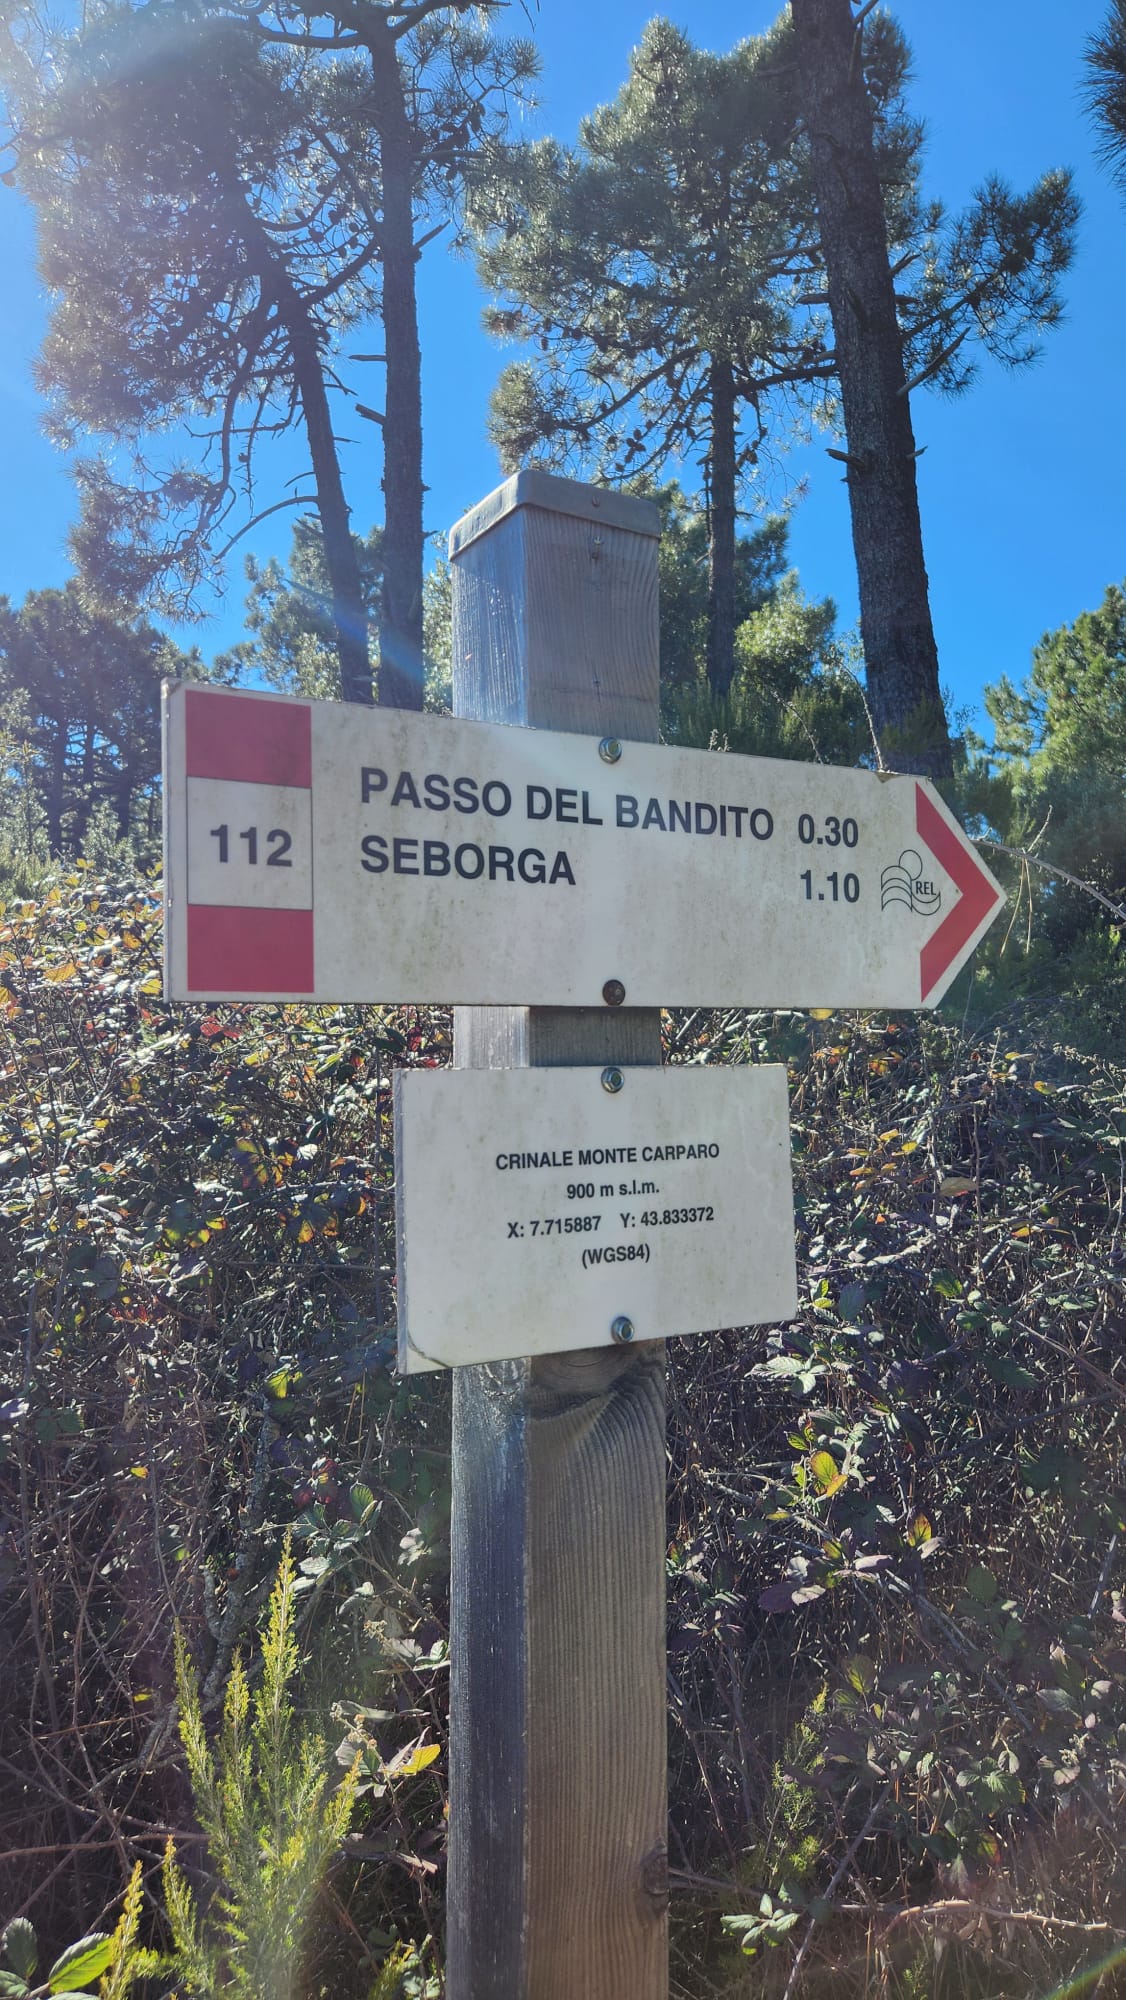 112
PASSO DEL BANDITO 0.30
SEBORGA 1.10
REL
CRINALE MONTE CARPARO
900 m s.l.m.
X: 7.715887 Y: 43.833372
(WGS84)